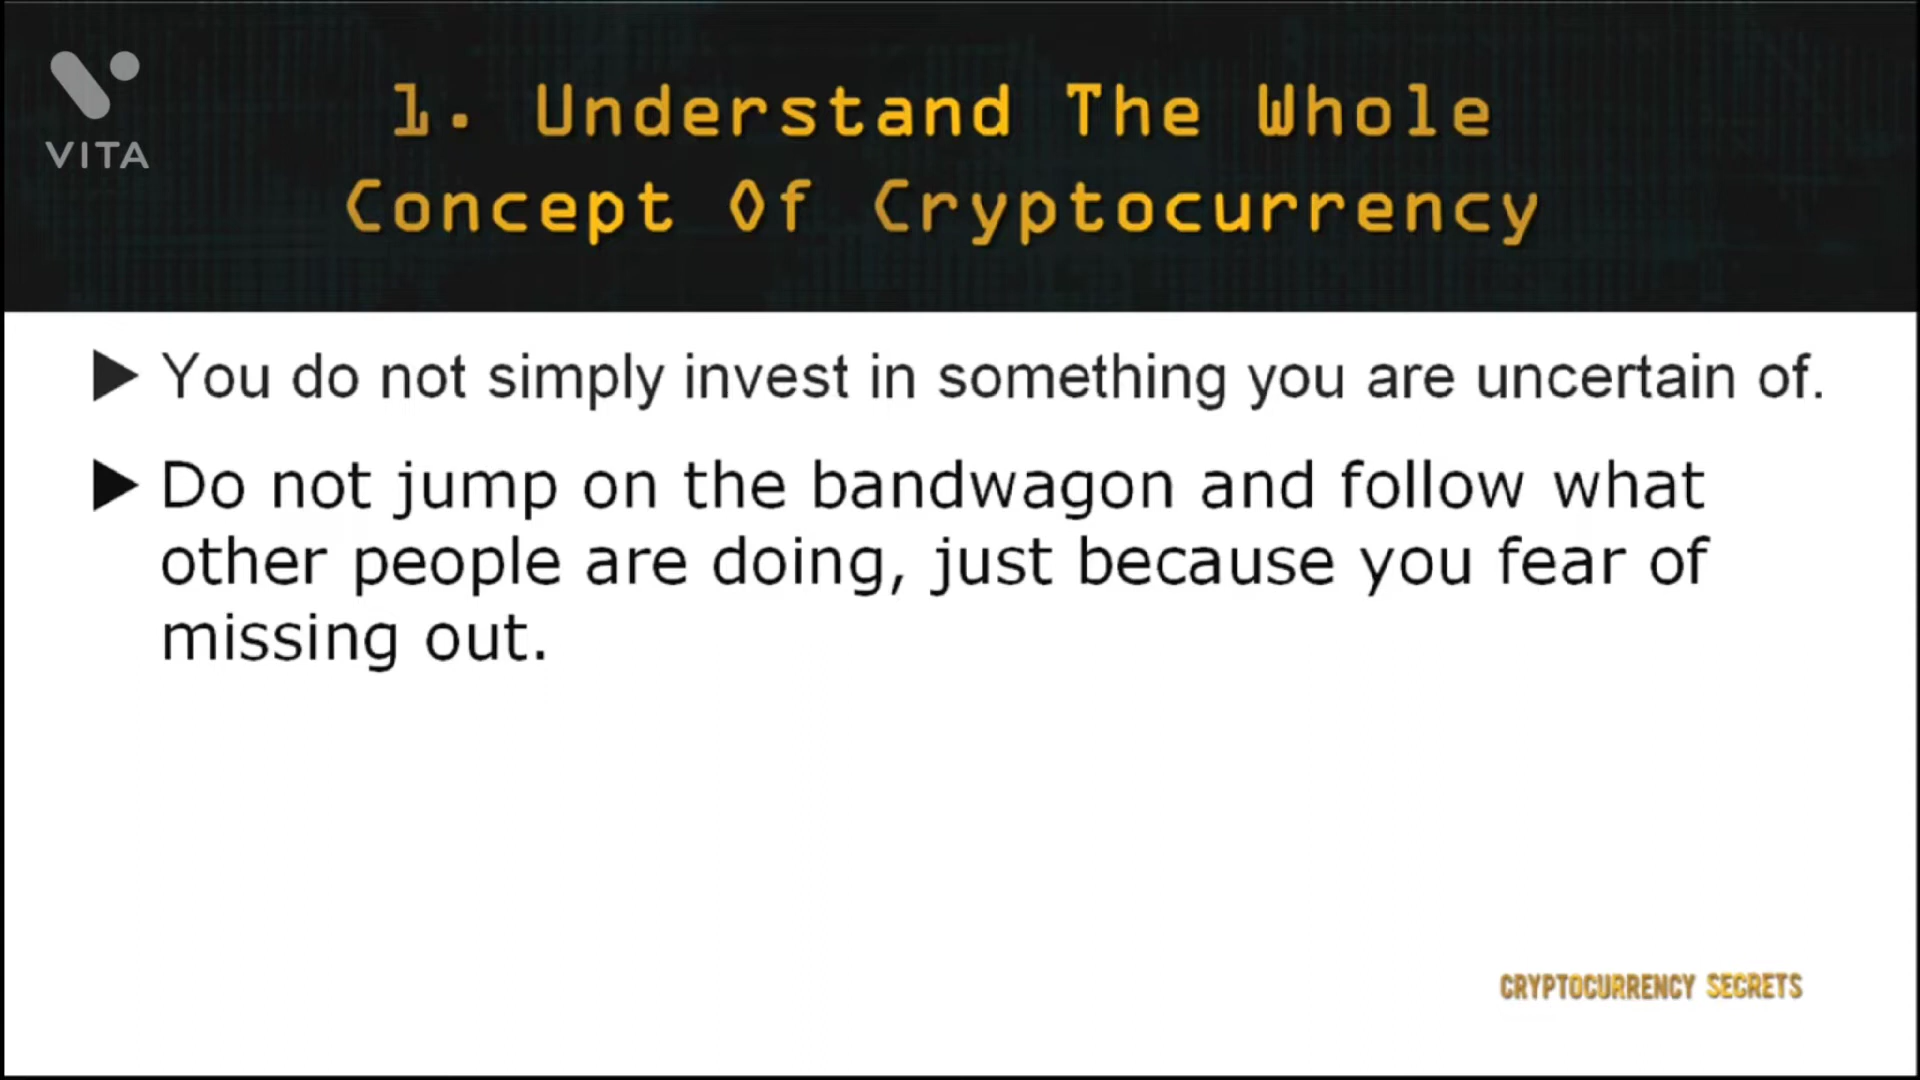 VITA
1. Understand The Whole
Concept Of Cryptocurrency
You do not simply invest in something you are uncertain of.
Do not jump on the bandwagon and follow what
other people are doing, just because you fear of
missing out.
CRYPTOCURRENCY SECRETS